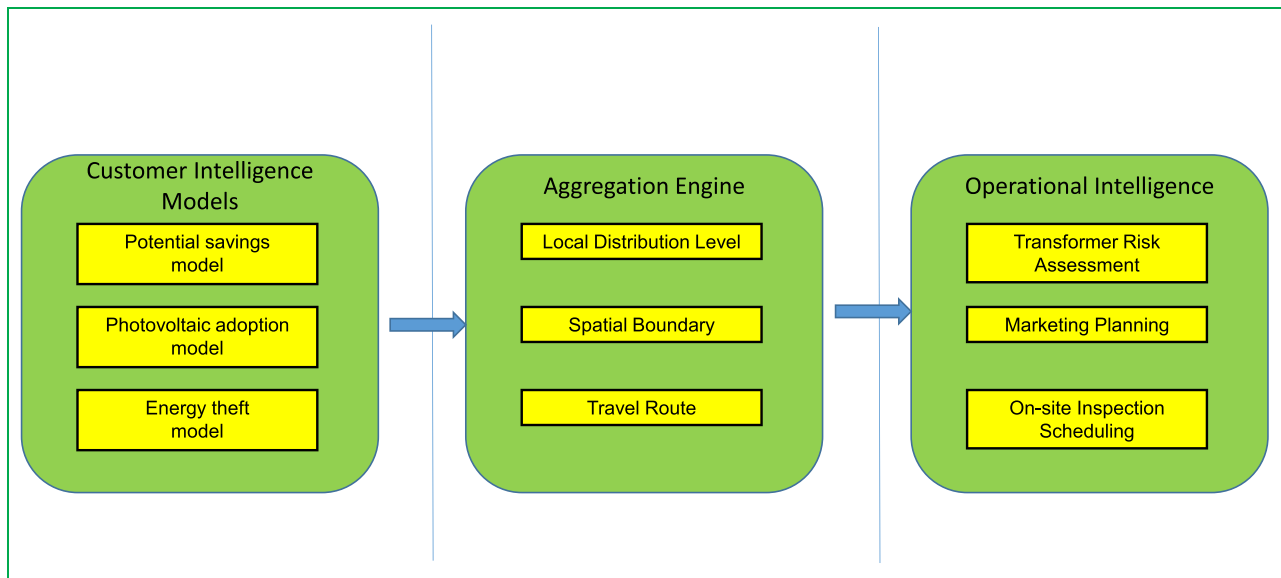 Customer Intelligence
Models
Potential savings
model
Photovoltaic adoption
model
Energy theft
model
Aggregation Engine
Local Distribution Level
Spatial Boundary
Travel Route
Operational Intelligence
Transformer Risk
Assessment
Marketing Planning
On-site Inspection
Scheduling